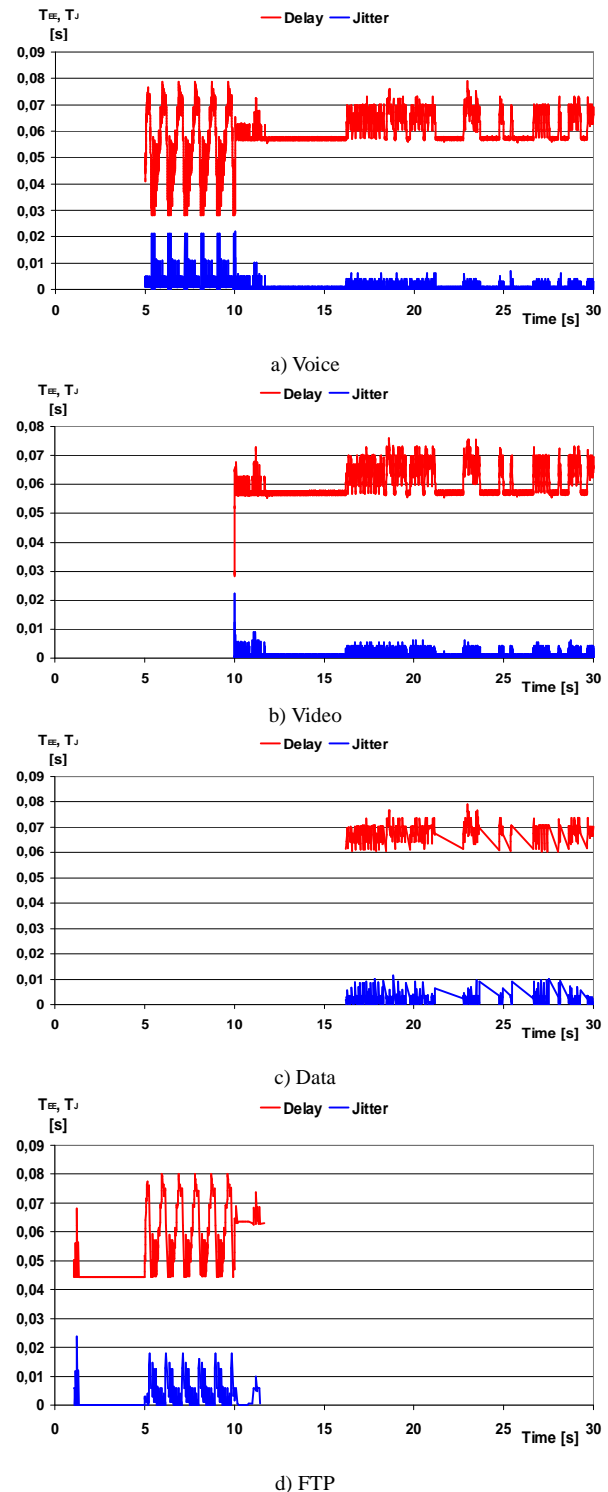 TEE, TJ
[s]
Delay Jitter
0,09
0,08
0,07
0,06
0,05
0,04
0,03
0,02
0,01
0
0 5 10 15 20 25 30
Time [s]
a) Voice
TEE, TJ
[s]
Delay Jitter
0,08
0,07
0,06
0,05
0,04
0,03
0,02
0,01
0
0 5 10 15 20 25 30
Time [s]
b) Video
TEE, TJ
[s]
Delay Jitter
0,09
0,08
0,07
0,06
0,05
0,04
0,03
0,02
0,01
0
0 5 10 15 20 25 30
Time [s]
c) Data
TEE, TJ
[s]
Delay Jitter
0,09
0,08
0,07
0,06
0,05
0,04
0,03
0,02
0,01
0
0 5 10 15 20 25 30
Time [s]
d) FTP